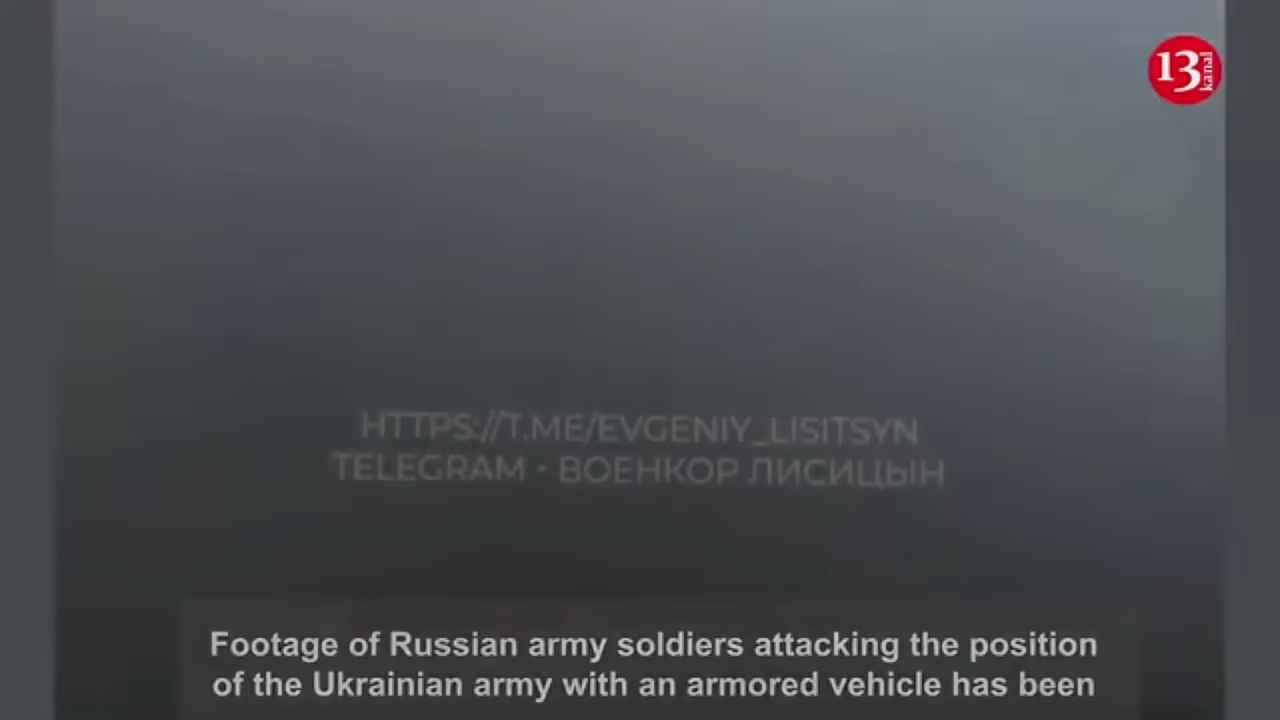 13 kanal
HTTPS://T.ME/EVGENIY_LISITSYN
TELEGRAM - ВОЕНКОР ЛИСИЦЫН
Footage of Russian army soldiers attacking the position
of the Ukrainian army with an armored vehicle has been